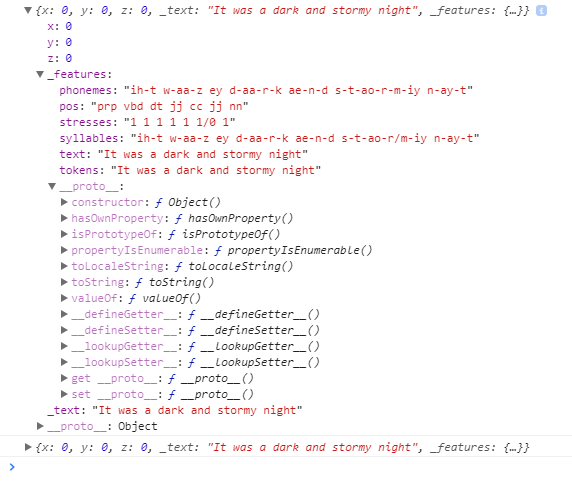 ▼{x: 0, y: 0, z: 0, _text: "It was a dark and stormy night", _features: {…}} i
x: 0
y: 0
z: 0
▼_features:
phonemes: "ih-t w-aa-z ey d-aa-r-k ae-n-d s-t-ao-r-m-iy n-ay-t"
pos: "prp vbd dt jj cc jj nn"
stresses: "1 1 1 1 1 1/0 1"
syllables: "ih-t w-aa-z ey d-aa-r-k ae-n-d s-t-ao-r/m-iy n-ay-t"
text: "It was a dark and stormy night"
tokens: "It was a dark and stormy night"
▼__proto__:
▶constructor: ƒ Object()
▶hasOwnProperty: ƒ hasOwnProperty()
▶isPrototypeOf: ƒ isPrototypeOf()
▶propertyIsEnumerable: ƒ propertyIsEnumerable()
▶toLocaleString: ƒ toLocaleString()
▶toString: ƒ toString()
▶valueOf: ƒ valueOf()
▶__defineGetter__: ƒ __defineGetter__()
▶__defineSetter__: ƒ __defineSetter__()
▶__lookupGetter__: ƒ __lookupGetter__()
▶__lookupSetter__: ƒ __lookupSetter__()
▶get __proto__: ƒ __proto__()
▶set __proto__: ƒ __proto__()
_text: "It was a dark and stormy night"
▶__proto__: Object
▶{x: 0, y: 0, z: 0, _text: "It was a dark and stormy night", _features: {…}}
>